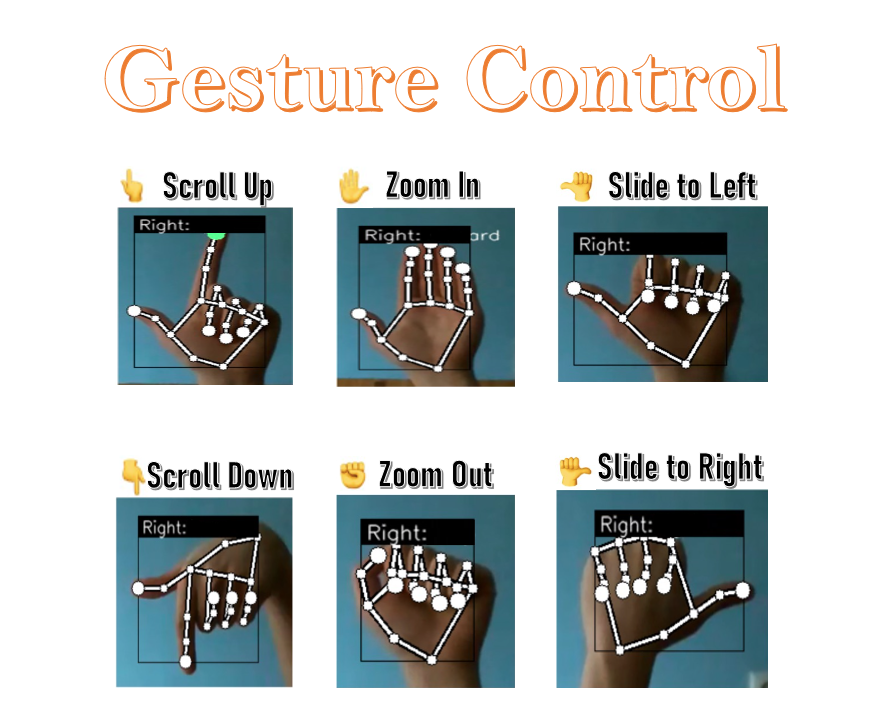 Gesture Control
Scroll Up
Zoom In
Slide to Left
Right:
Right:
ard
Right:
Scroll Down
Zoom Out
Slide to Right
Right:
Right:
Right: